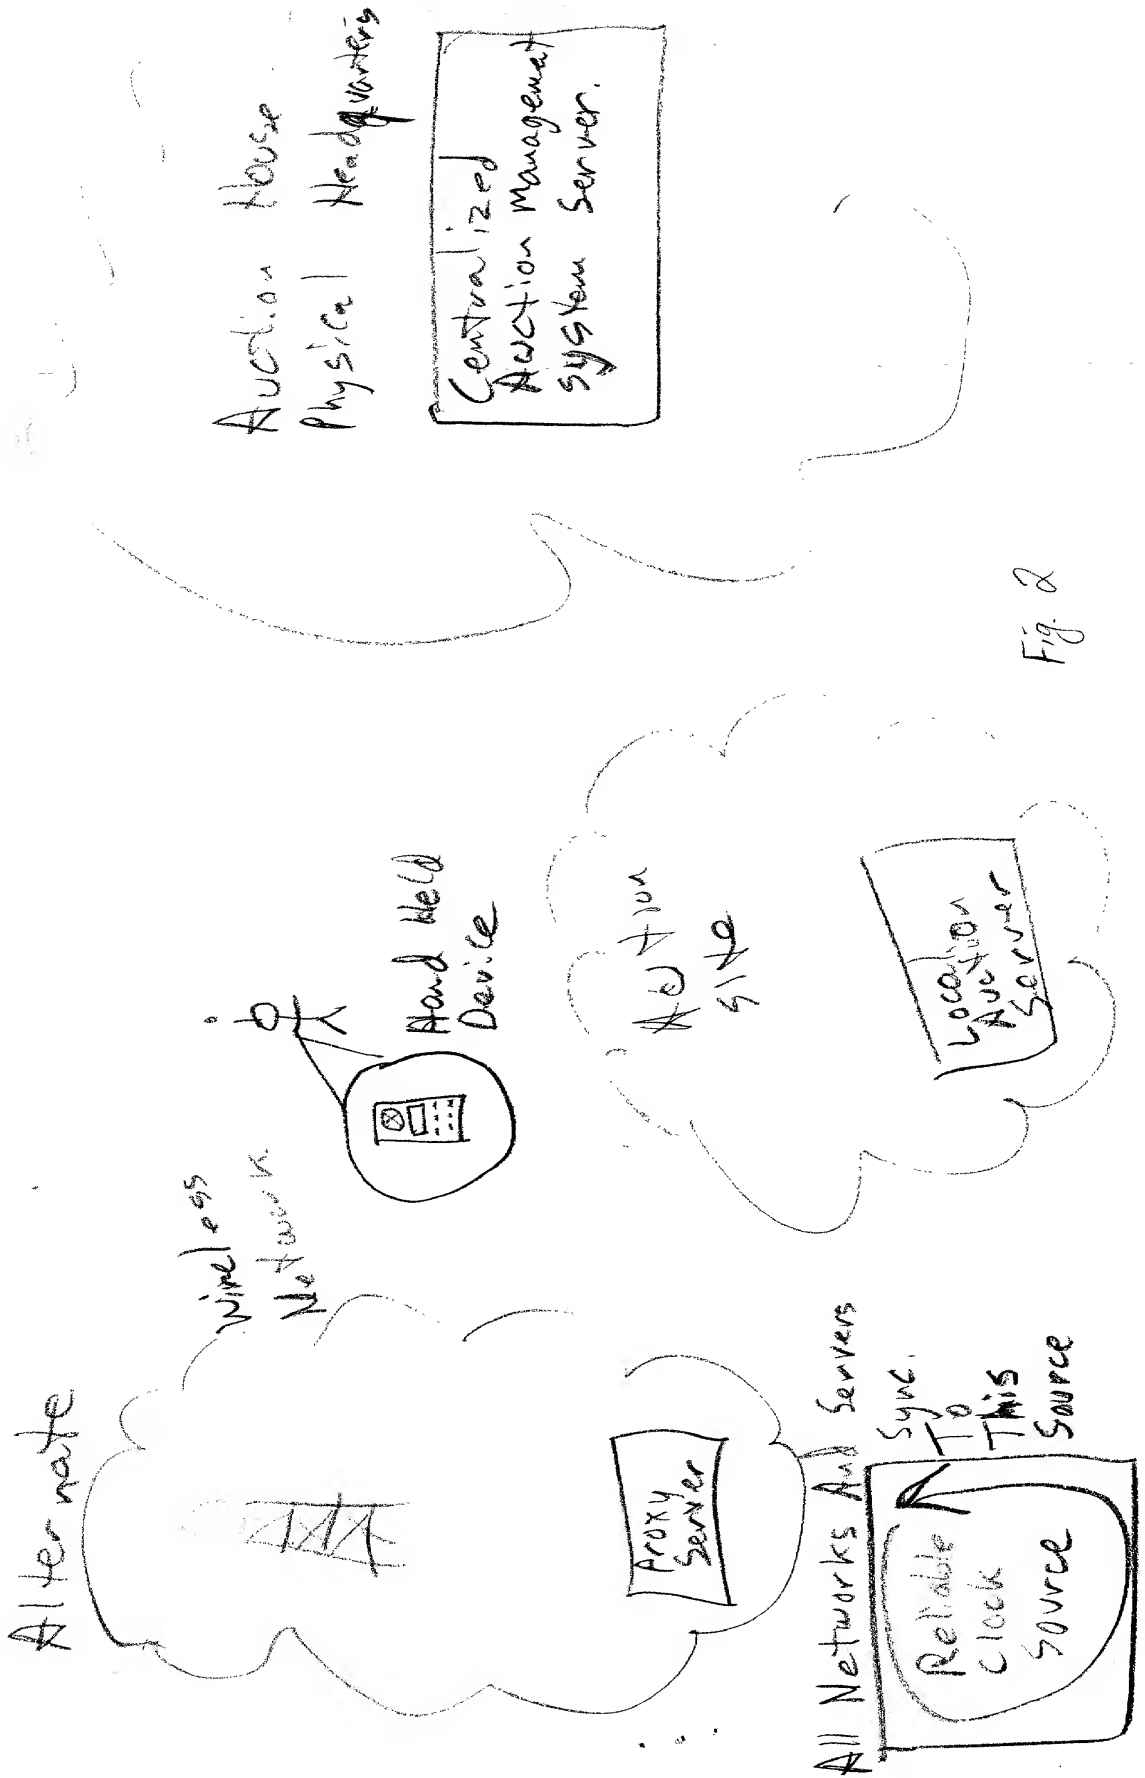 Alternate
Wireless
Network
Proxy
Server
All Networks And Servers
Sync.
To
This
Source
Reliable
Clock
Source
Hand Held
Device
Auction
Site
Location
Auction
Server
Auction House
Physical Headquarters
Centralized
Auction Management
System Server.
Fig. 2